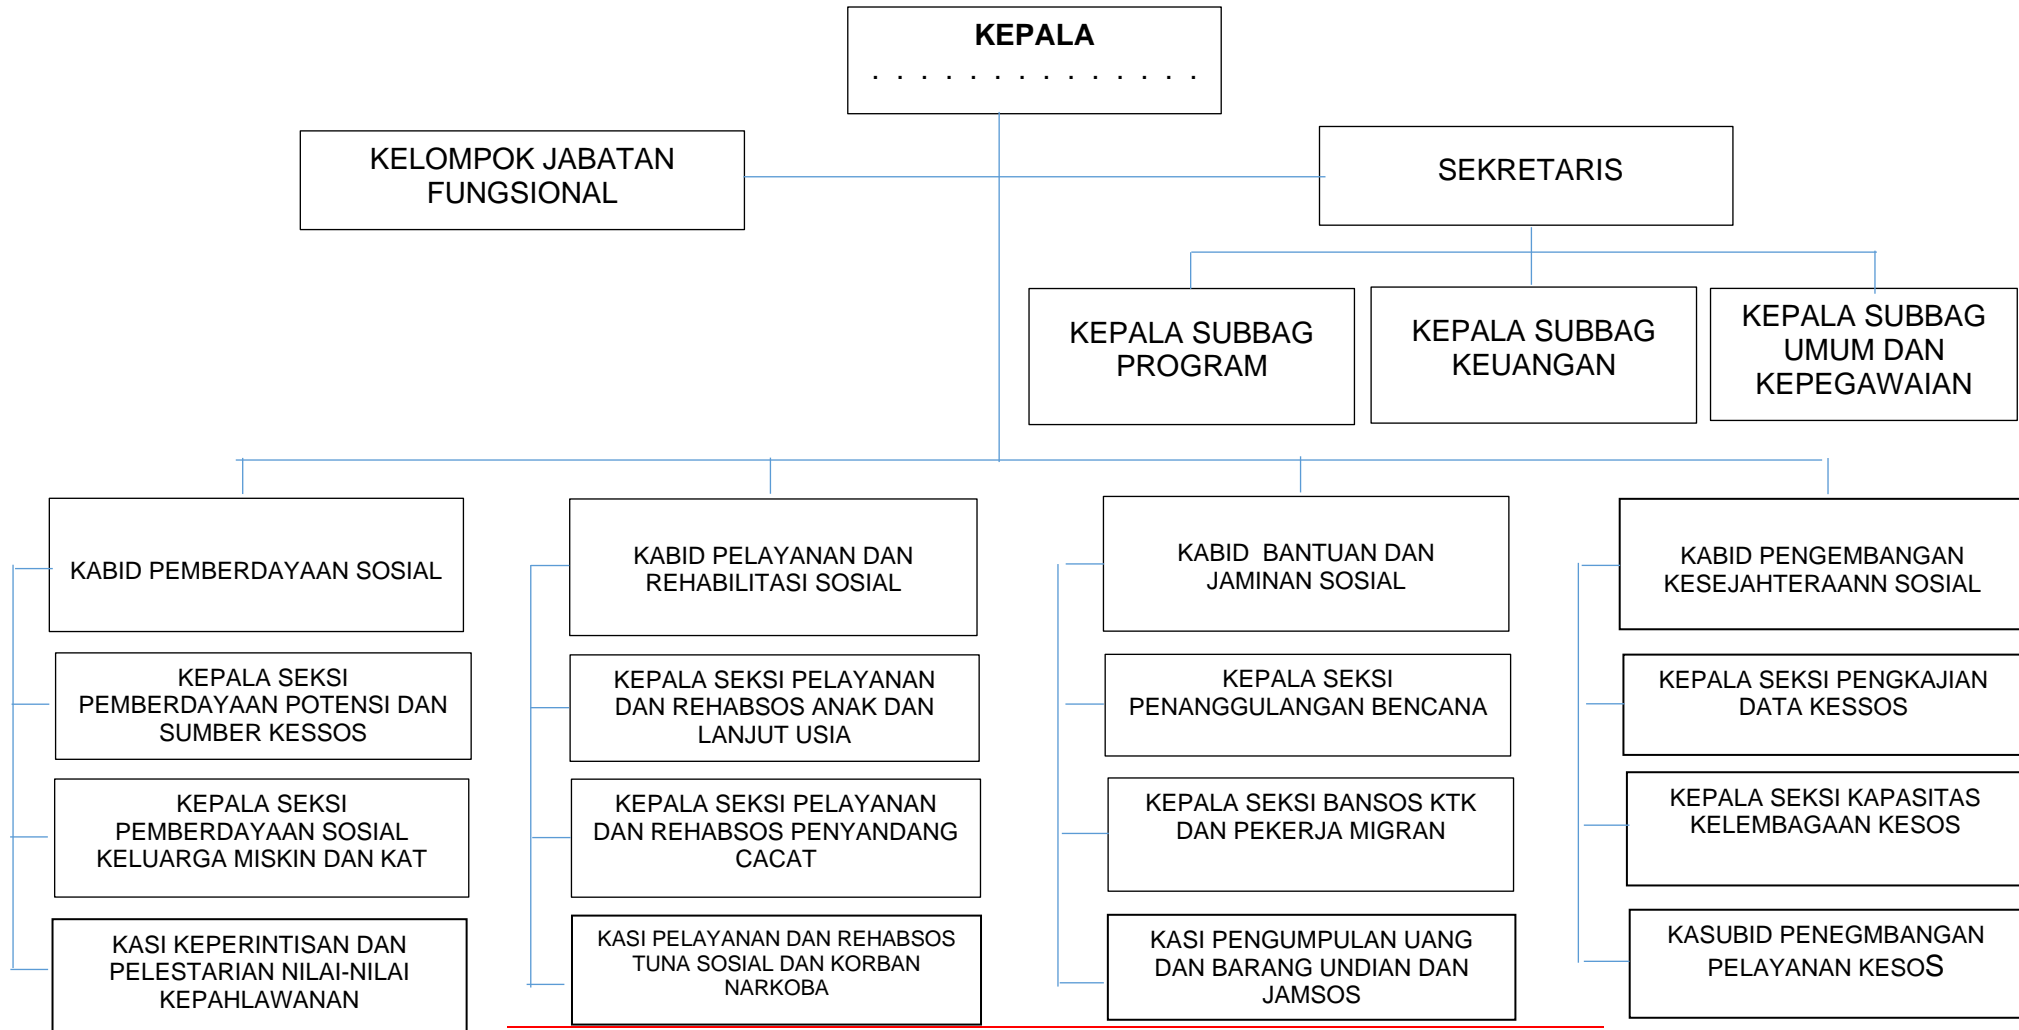 KEPALA
. . . . . . . . . . . . . .
KELOMPOK JABATAN
FUNGSIONAL
SEKRETARIS
KEPALA SUBBAG
PROGRAM
KEPALA SUBBAG
KEUANGAN
KEPALA SUBBAG
UMUM DAN
KEPEGAWAIAN
KABID PEMBERDAYAAN SOSIAL
KABID PELAYANAN DAN
REHABILITASI SOSIAL
KABID  BANTUAN DAN
JAMINAN SOSIAL
KABID PENGEMBANGAN
KESEJAHTERAANN SOSIAL
KEPALA SEKSI
PEMBERDAYAAN POTENSI DAN
SUMBER KESSOS
KEPALA SEKSI PELAYANAN
DAN REHABSOS ANAK DAN
LANJUT USIA
KEPALA SEKSI
PENANGGULANGAN BENCANA
KEPALA SEKSI PENGKAJIAN
DATA KESSOS
KEPALA SEKSI
PEMBERDAYAAN SOSIAL
KELUARGA MISKIN DAN KAT
KEPALA SEKSI PELAYANAN
DAN REHABSOS PENYANDANG
CACAT
KEPALA SEKSI BANSOS KTK
DAN PEKERJA MIGRAN
KEPALA SEKSI KAPASITAS
KELEMBAGAAN KESOS
KASI KEPERINTISAN DAN
PELESTARIAN NILAI-NILAI
KEPAHLAWANAN
KASI PELAYANAN DAN REHABSOS
TUNA SOSIAL DAN KORBAN
NARKOBA
KASI PENGUMPULAN UANG
DAN BARANG UNDIAN DAN
JAMSOS
KASUBID PENEGMBANGAN
PELAYANAN KESOS